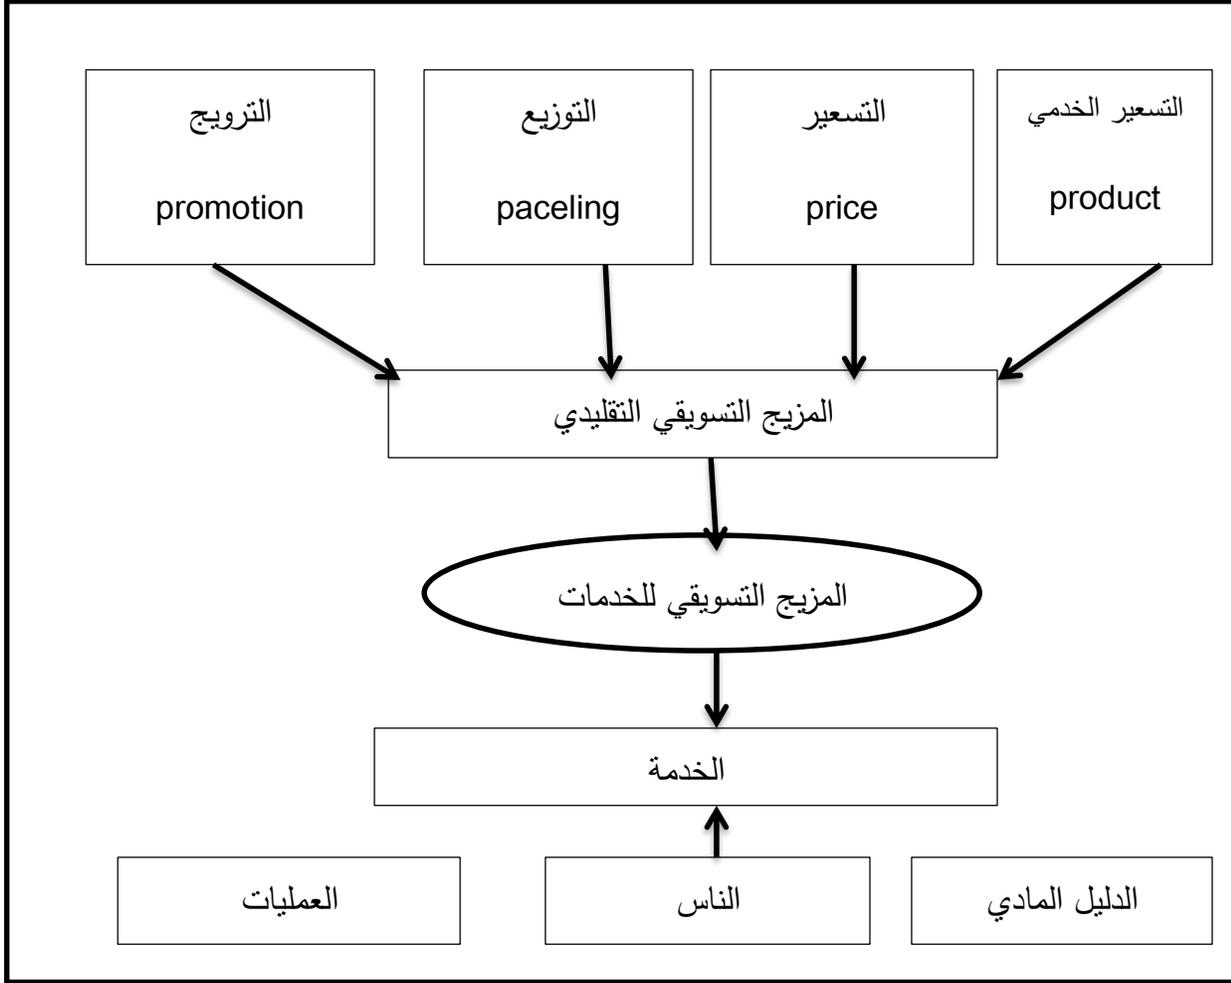 التسعير الخدمي
product
التسعير
price
التوزيع
paceling
الترويج
promotion
المزيج التسويقي التقليدي
المزيج التسويقي للخدمات
الخدمة
الدليل المادي
الناس
العمليات